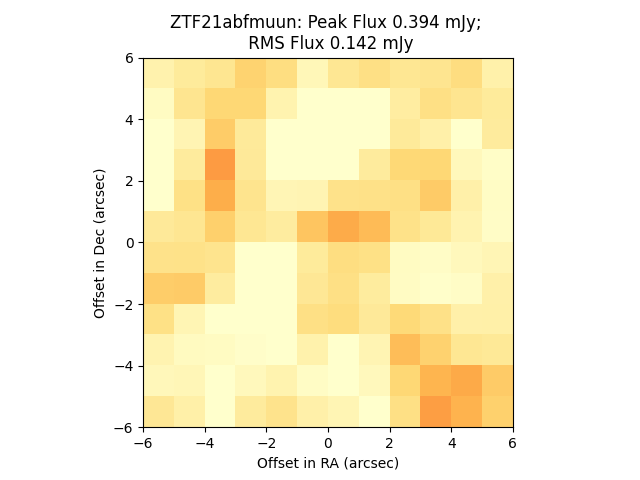 ZTF21abfmuun: Peak Flux 0.394 mJy;
RMS Flux 0.142 mJy
6
4
2
0
−2
−4
−6
Offset in Dec (arcsec)
−6 −4 −2 0 2 4 6
Offset in RA (arcsec)